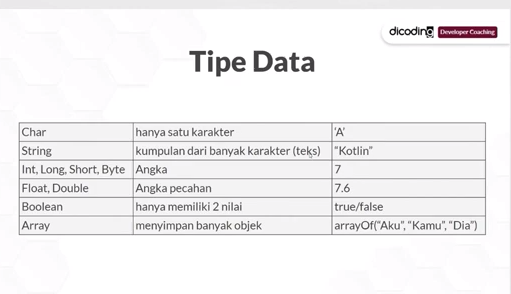 dicoding Developer Coaching
Tipe Data
Char hanya satu karakter 'A'
String kumpulan dari banyak karakter (teks) "Kotlin"
Int, Long, Short, Byte Angka 7
Float, Double Angka pecahan 7.6
Boolean hanya memiliki 2 nilai true/false
Array menyimpan banyak objek arrayOf("Aku", "Kamu", "Dia")